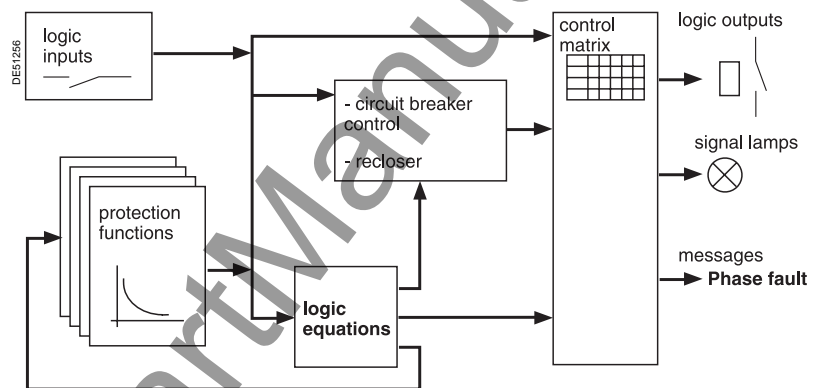 DE51256
logic
inputs
control
matrix
logic outputs
- circuit breaker
control
- recloser
signal lamps
protection
functions
logic
equations
messages
Phase fault
artManu